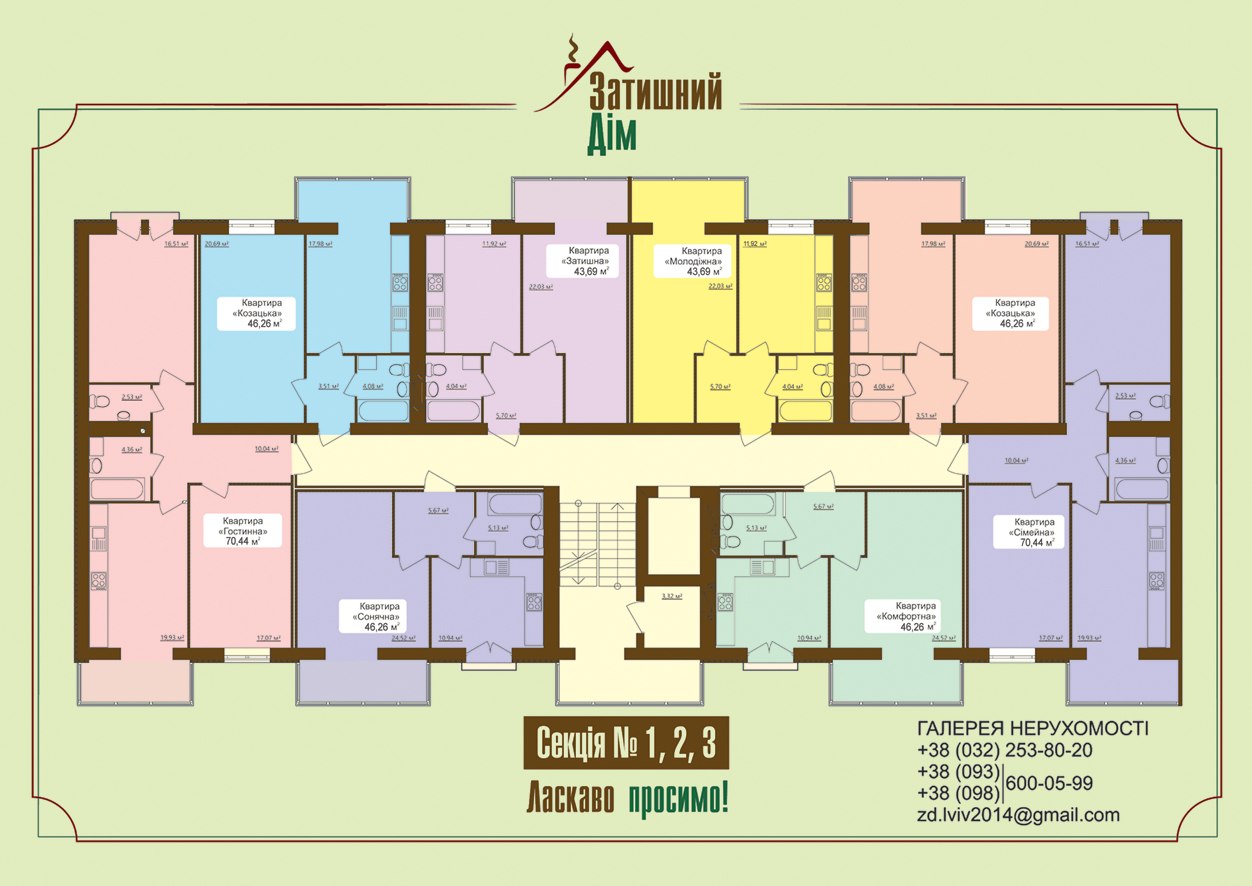 Затишний
Дім
16.51 м²
20.69 м²
17.98 м²
11.92 м²
Квартира
«Затишна»
43,69 м²
22.03 м²
Квартира
«Молодіжна»
43,69 м²
22.03 м²
11.92 м²
17.98 м²
20.69 м²
16.51 м²
Квартира
«Козацька»
46,26 м²
Квартира
«Козацька»
46,26 м²
2.53 м²
3.51 м²
4.08 м²
4.04 м²
5.70 м²
5.70 м²
4.04 м²
4.08 м²
3.51 м²
2.53 м²
4.36 м²
10.04 м²
10.04 м²
4.36 м²
Квартира
«Гостинна»
70,44 м²
5.67 м²
5.13 м²
5.13 м²
5.67 м²
Квартира
«Сімейна»
70,44 м²
3.32 м²
Квартира
«Сонячна»
46,26 м²
Квартира
«Комфортна»
46,26 м²
19.93 м²
17.07 м²
24.52 м²
10.94 м²
10.94 м²
24.52 м²
17.07 м²
19.93 м²
Секція № 1, 2, 3
Ласкаво просимо!
ГАЛЕРЕЯ НЕРУХОМОСТІ
+38 (032) 253-80-20
+38 (093)
600-05-99
+38 (098)
zd.lviv2014@gmail.com